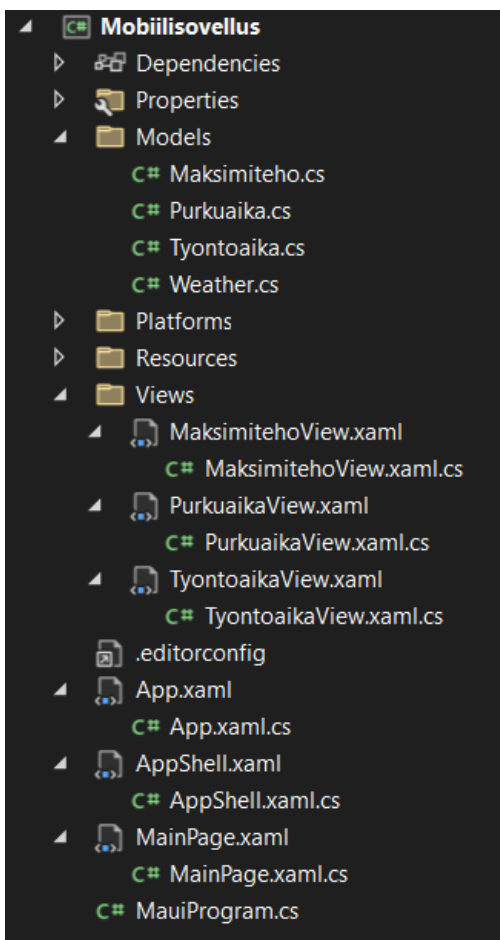 C# Mobiilisovellus
Dependencies
Properties
Models
C# Maksimiteho.cs
C# Purkuaika.cs
C# Tyontoaika.cs
C# Weather.cs
Platforms
Resources
Views
MaksimitehoView.xaml
C# MaksimitehoView.xaml.cs
PurkuaikaView.xaml
C# PurkuaikaView.xaml.cs
TyontoaikaView.xaml
C# TyontoaikaView.xaml.cs
.editorconfig
App.xaml
C# App.xaml.cs
AppShell.xaml
C# AppShell.xaml.cs
MainPage.xaml
C# MainPage.xaml.cs
C# MauiProgram.cs